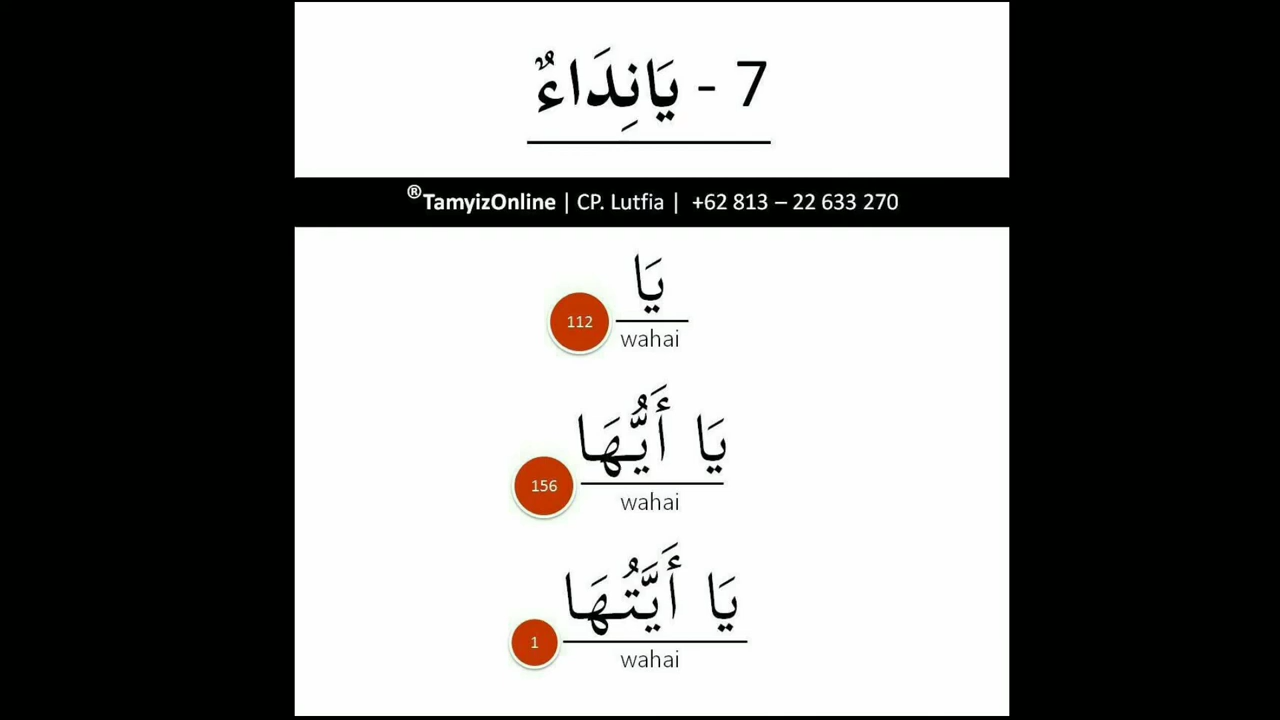 7 - يَانِدَاءٌ
®TamyizOnline | CP. Lutfia | +62 813 – 22 633 270
يَا
112
wahai
يَا أَيُّهَا
156
wahai
يَا أَيَّتُهَا
1
wahai